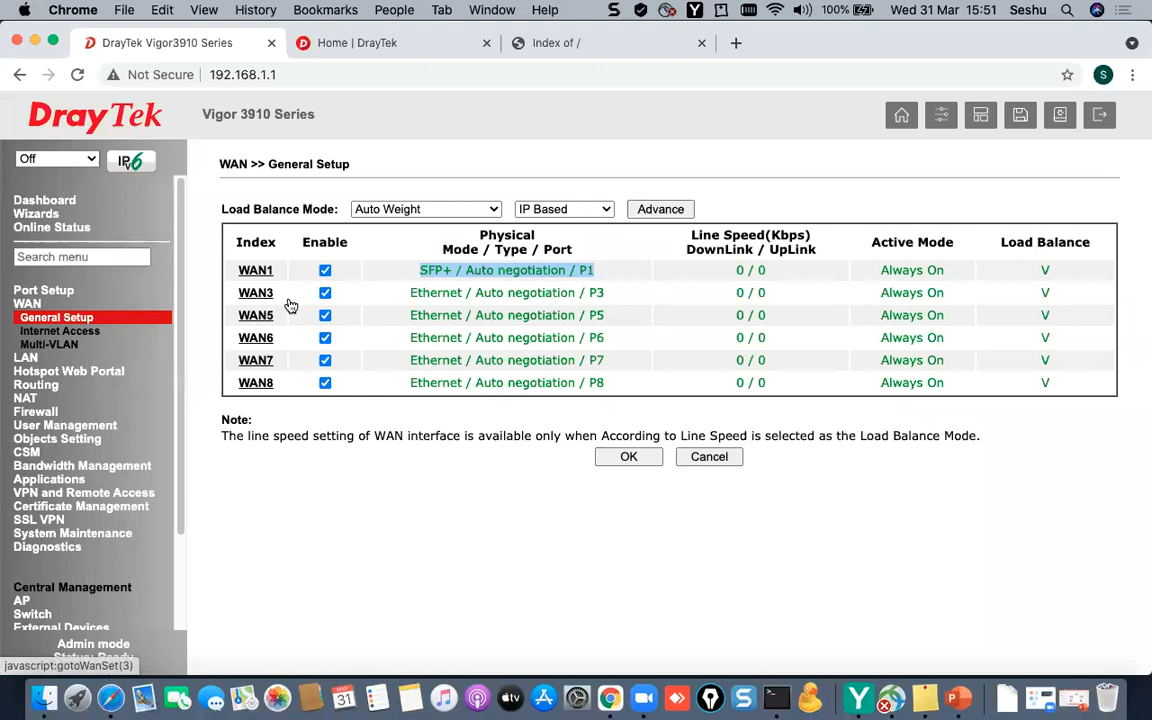 Chrome File Edit View History Bookmarks People Tab Window Help 100% Wed 31 Mar 15:51 Seshu
DrayTek Vigor3910 Series
Home | DrayTek
Index of /
Not Secure 192.168.1.1
S
DrayTek Vigor 3910 Series
Off IPv6
Dashboard
Wizards
Online Status
Search menu
Port Setup
WAN
General Setup
Internet Access
Multi-VLAN
LAN
Hotspot Web Portal
Routing
NAT
Firewall
User Management
Objects Setting
CSM
Bandwidth Management
Applications
VPN and Remote Access
Certificate Management
SSL VPN
System Maintenance
Diagnostics
Central Management
AP
Switch
External Devices
Admin mode
Status: Ready
javascript:gotoWanSet(3)
WAN >> General Setup
Load Balance Mode: Auto Weight IP Based Advance
Index Enable Physical Mode / Type / Port Line Speed(Kbps) DownLink / UpLink Active Mode Load Balance
WAN1 SFP+ / Auto negotiation / P1 0 / 0 Always On V
WAN3 Ethernet / Auto negotiation / P3 0 / 0 Always On V
WAN5 Ethernet / Auto negotiation / P5 0 / 0 Always On V
WAN6 Ethernet / Auto negotiation / P6 0 / 0 Always On V
WAN7 Ethernet / Auto negotiation / P7 0 / 0 Always On V
WAN8 Ethernet / Auto negotiation / P8 0 / 0 Always On V
Note:
The line speed setting of WAN interface is available only when According to Line Speed is selected as the Load Balance Mode.
OK Cancel